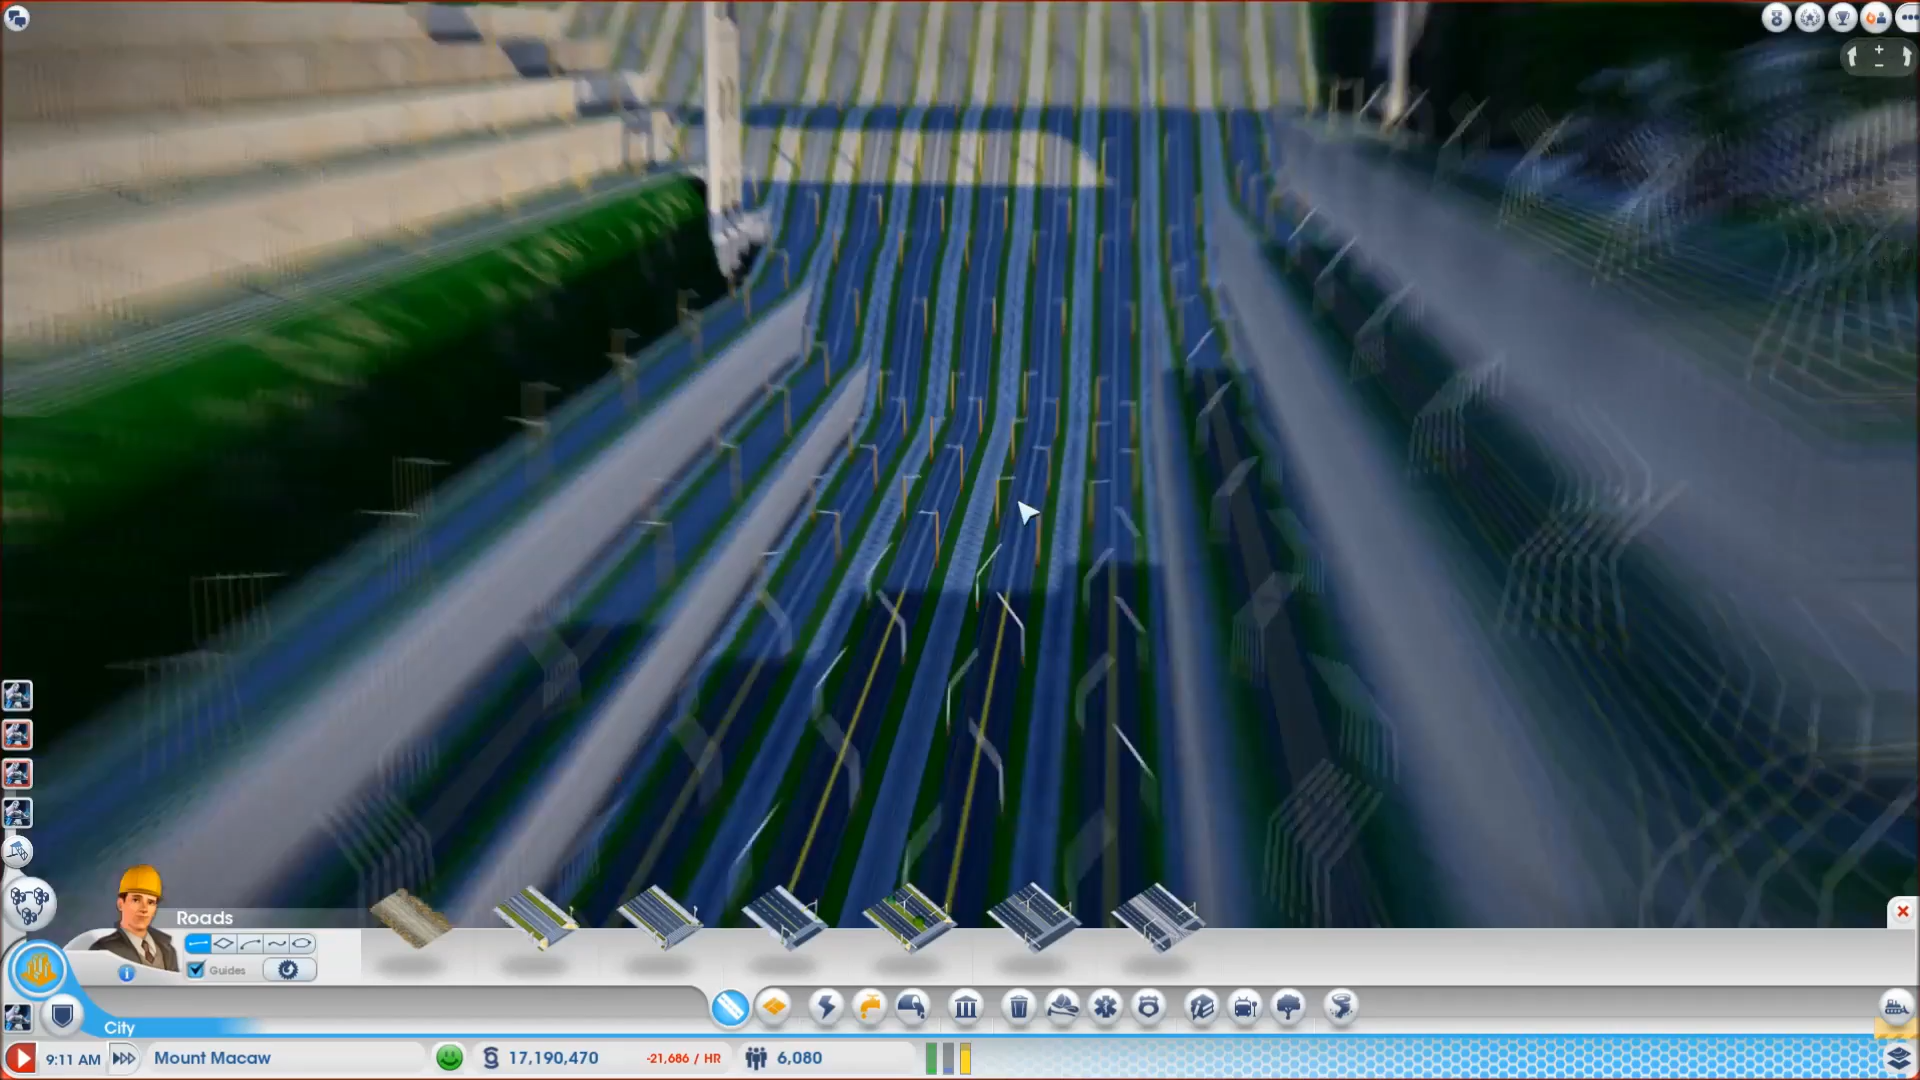 Roads
Guides
City
9:11 AM
Mount Macaw
17,190,470
-21,686 / HR
6,080